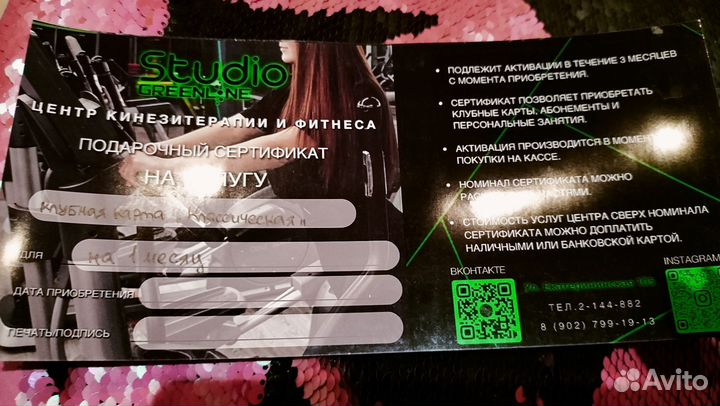 Studio
GREENLINE
ЦЕНТР КИНЕЗИТЕРАПИИ И ФИТНЕСА
ПОДАРОЧНЫЙ СЕРТИФИКАТ
НА УСЛУГУ
клубная карта «Классическая»
ДЛЯ на 1 месяц
ДАТА ПРИОБРЕТЕНИЯ
ПЕЧАТЬ/ПОДПИСЬ
• ПОДЛЕЖИТ АКТИВАЦИИ В ТЕЧЕНИЕ 3 МЕСЯЦЕВ
С МОМЕНТА ПРИОБРЕТЕНИЯ.
• СЕРТИФИКАТ ПОЗВОЛЯЕТ ПРИОБРЕТАТЬ
КЛУБНЫЕ КАРТЫ, АБОНЕМЕНТЫ И
ПЕРСОНАЛЬНЫЕ ЗАНЯТИЯ.
• АКТИВАЦИЯ ПРОИЗВОДИТСЯ В МОМЕНТ
ПОКУПКИ НА КАССЕ.
• НОМИНАЛ СЕРТИФИКАТА МОЖНО
ЧАСТЯМИ.
• СТОИМОСТЬ УСЛУГ ЦЕНТРА СВЕРХ НОМИНАЛА
СЕРТИФИКАТА МОЖНО ДОПЛАТИТЬ
НАЛИЧНЫМИ ИЛИ БАНКОВСКОЙ КАРТОЙ.
ВКОНТАКТЕ
INSTAGRAM
Ул. Екатерининская
ТЕЛ.2-144-882
8 (902) 799-19-13
Avito